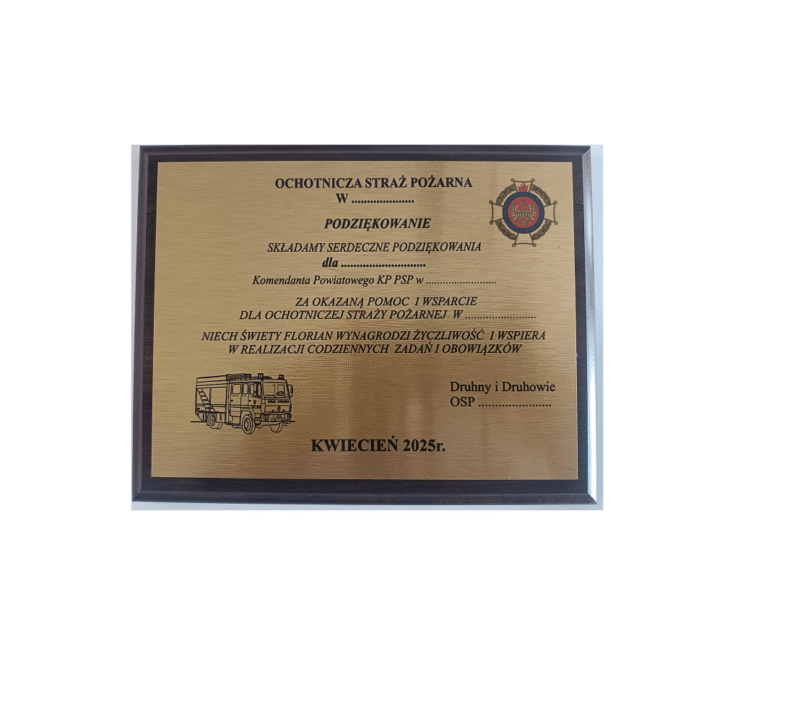 OCHOTNICZA STRAŻ POŻARNA
W ....................
PODZIĘKOWANIE
SKŁADAMY SERDECZNE PODZIĘKOWANIA
dla ...........................
Komendanta Powiatowego KP PSP w ........................
ZA OKAZANĄ POMOC I WSPARCIE
DLA OCHOTNICZEJ STRAŻY POŻARNEJ W ........................
NIECH ŚWIETY FLORIAN WYNAGRODZI ŻYCZLIWOŚĆ I WSPIERA
W REALIZACJI CODZIENNYCH ZADAŃ I OBOWIĄZKÓW
Druhny i Druhowie
OSP ......................
KWIECIEŃ 2025r.